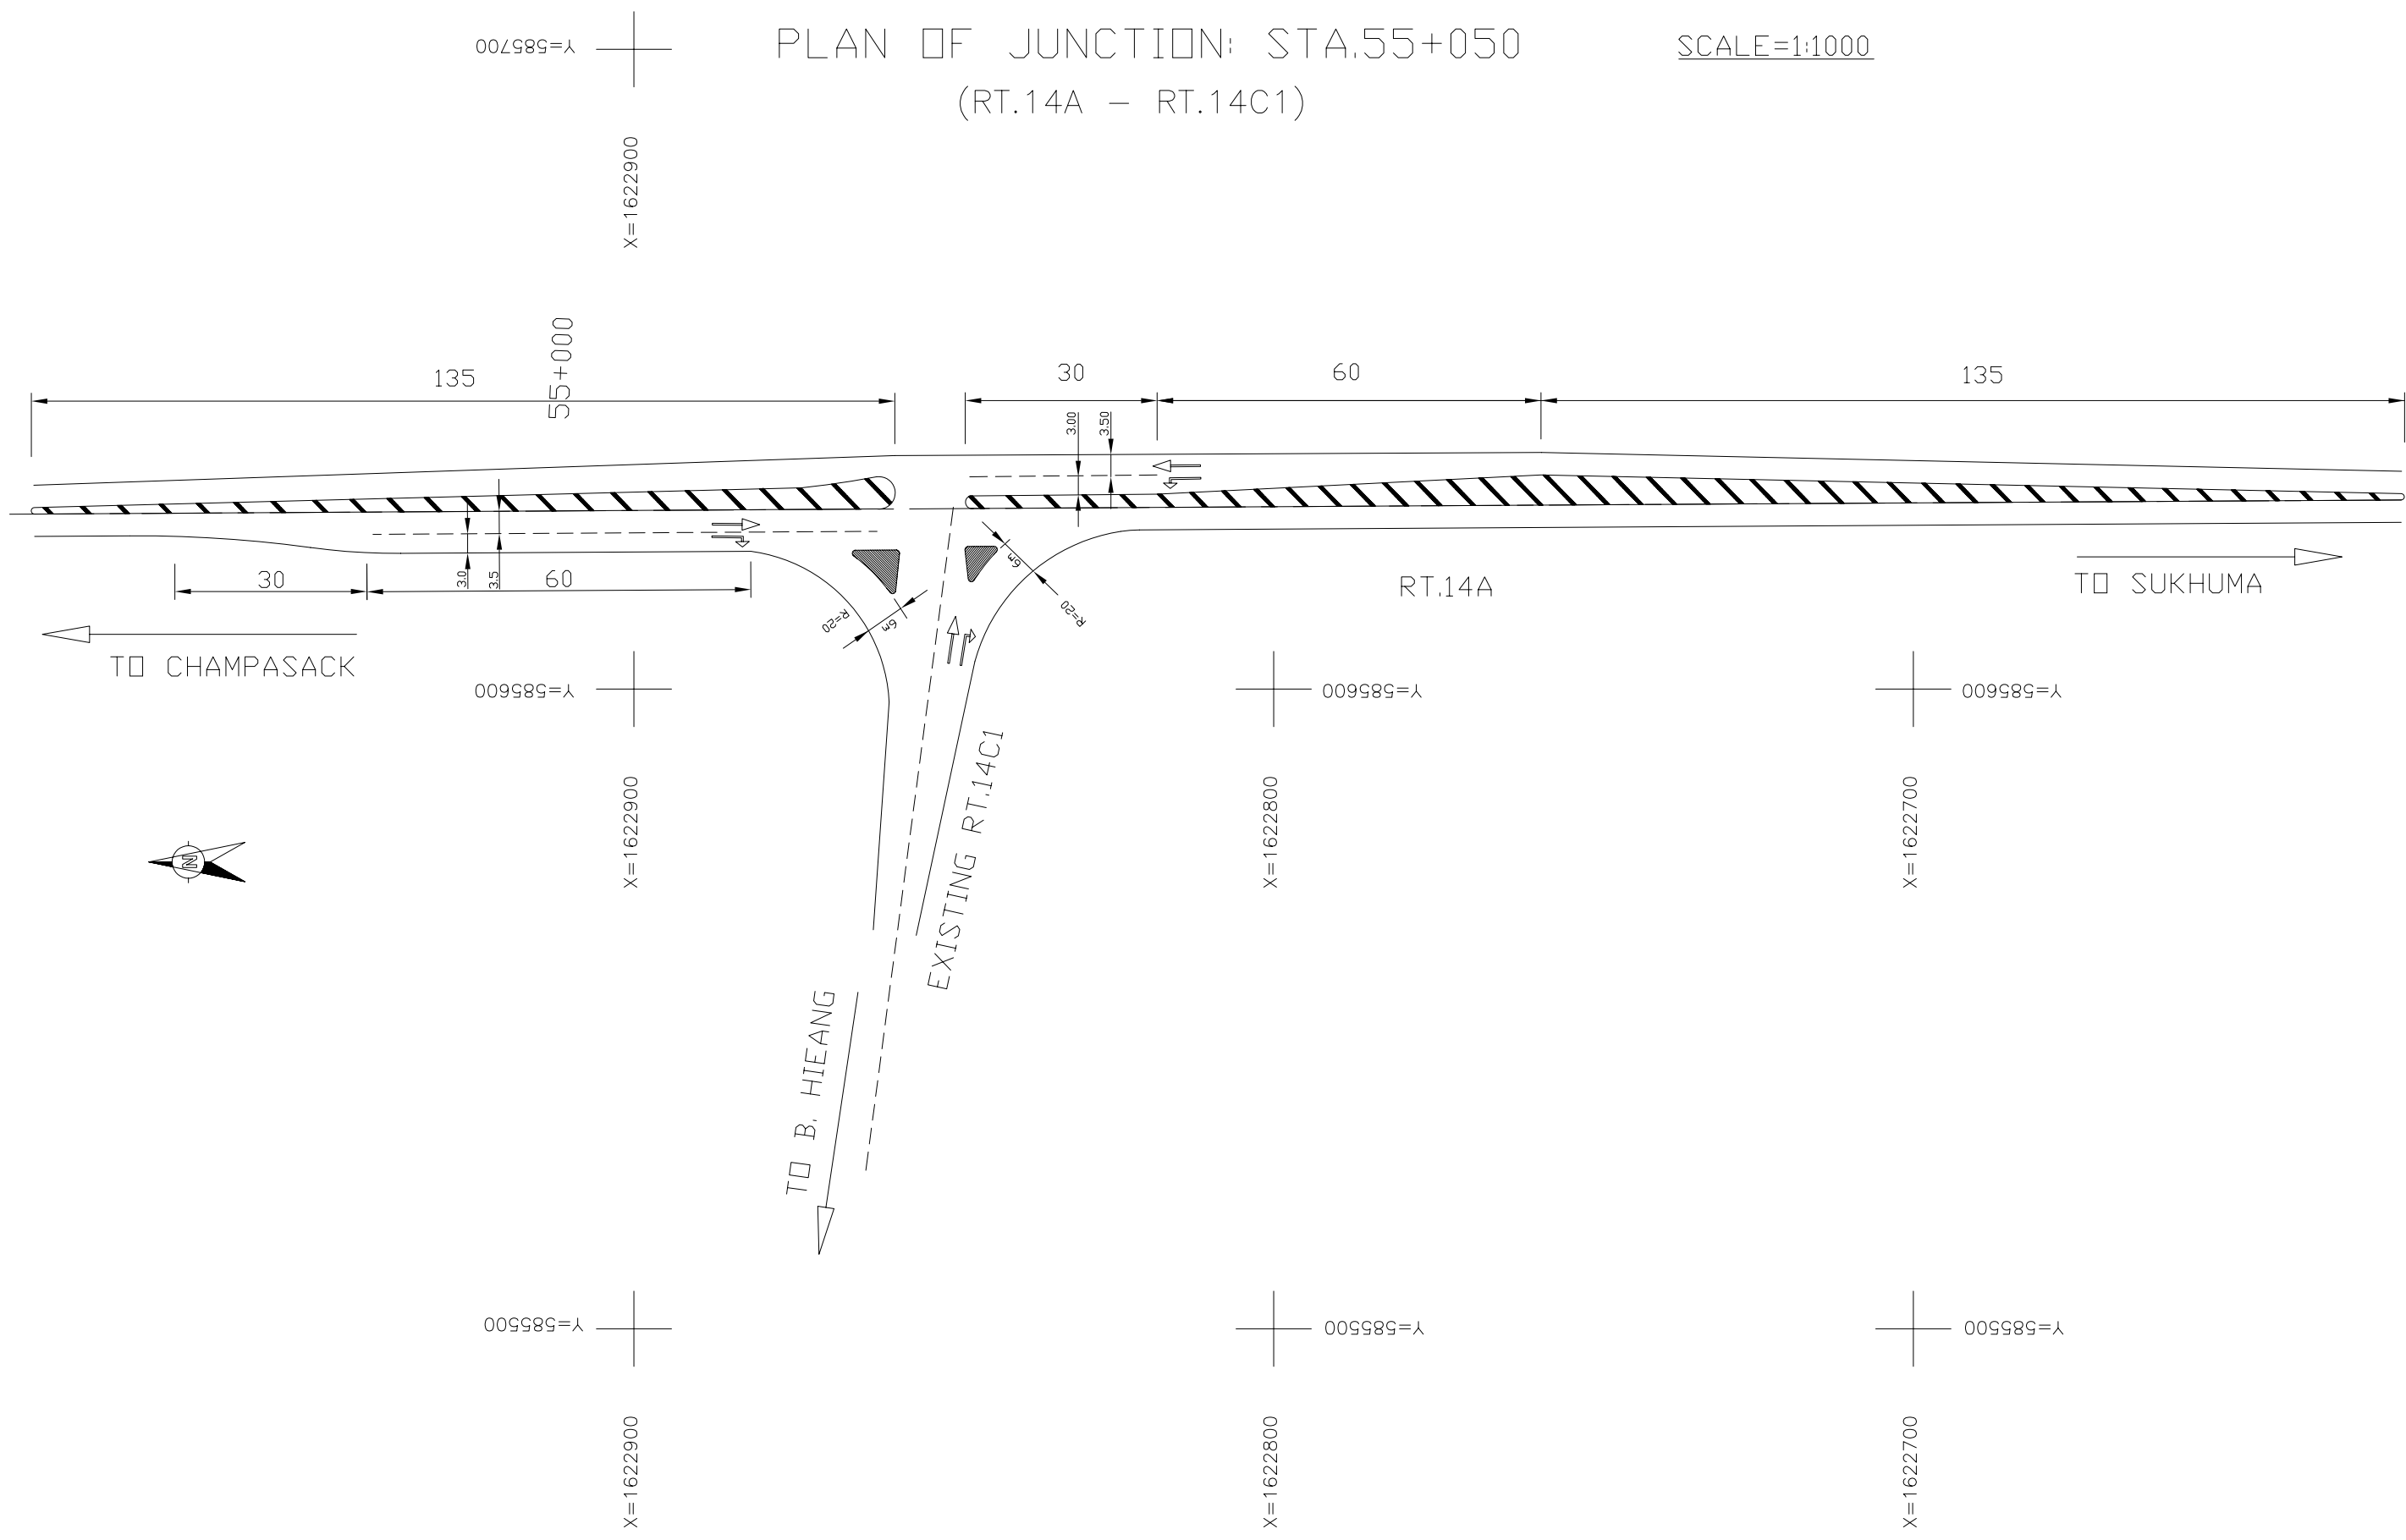 Y=585700
PLAN OF JUNCTION: STA.55+050
SCALE=1:1000
(RT.14A - RT.14C1)
X=1622900
55+000
135
30
60
135
3.00
3.50
30
3.0
3.5
60
R=20
6m
6m
R=20
RT.14A
TO SUKHUMA
TO CHAMPASACK
Y=585600
Y=585600
Y=585600
X=1622900
X=1622800
X=1622700
N
EXISTING RT.14C1
TO B. HIEANG
Y=585500
Y=585500
Y=585500
X=1622900
X=1622800
X=1622700